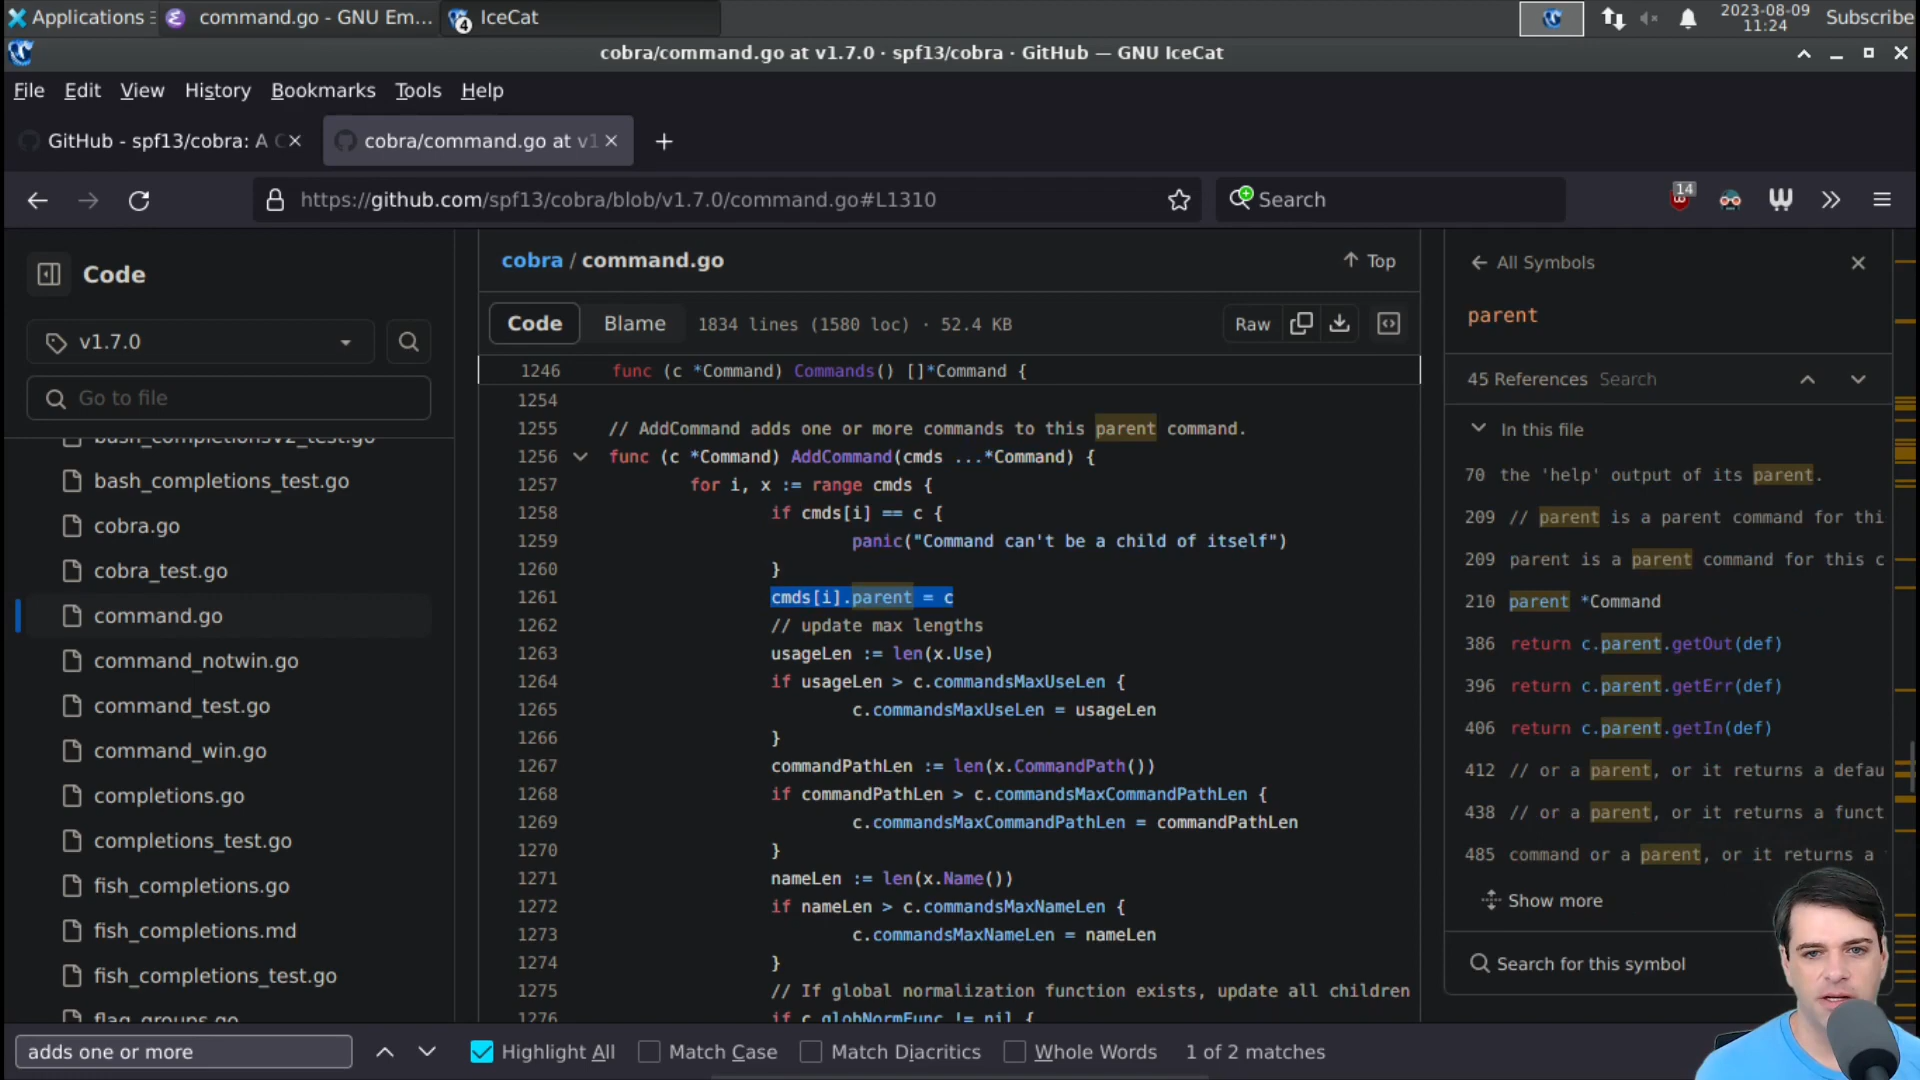 Applications
command.go - GNU Em...
4
IceCat
2023-08-09
11:24
Subscribe
cobra/command.go at v1.7.0 · spf13/cobra · GitHub — GNU IceCat
File Edit View History Bookmarks Tools Help
GitHub - spf13/cobra: A C
cobra/command.go at v1
https://github.com/spf13/cobra/blob/v1.7.0/command.go#L1310
Search
14
Code
v1.7.0
Go to file
bash_completionsV2_test.go
bash_completions_test.go
cobra.go
cobra_test.go
command.go
command_notwin.go
command_test.go
command_win.go
completions.go
completions_test.go
fish_completions.go
fish_completions.md
fish_completions_test.go
flag_groups.go
cobra / command.go
Top
Code Blame 1834 lines (1580 loc) · 52.4 KB
Raw
1246 func (c *Command) Commands() []*Command {
1254
1255 // AddCommand adds one or more commands to this parent command.
1256 func (c *Command) AddCommand(cmds ...*Command) {
1257 for i, x := range cmds {
1258 if cmds[i] == c {
1259 panic("Command can't be a child of itself")
1260 }
1261 cmds[i].parent = c
1262 // update max lengths
1263 usageLen := len(x.Use)
1264 if usageLen > c.commandsMaxUseLen {
1265 c.commandsMaxUseLen = usageLen
1266 }
1267 commandPathLen := len(x.CommandPath())
1268 if commandPathLen > c.commandsMaxCommandPathLen {
1269 c.commandsMaxCommandPathLen = commandPathLen
1270 }
1271 nameLen := len(x.Name())
1272 if nameLen > c.commandsMaxNameLen {
1273 c.commandsMaxNameLen = nameLen
1274 }
1275 // If global normalization function exists, update all children
1276 if c globNormFunc != nil {
All Symbols
parent
45 References Search
In this file
70 the 'help' output of its parent.
209 // parent is a parent command for thi
209 parent is a parent command for this c
210 parent *Command
386 return c.parent.getOut(def)
396 return c.parent.getErr(def)
406 return c.parent.getIn(def)
412 // or a parent, or it returns a defau
438 // or a parent, or it returns a funct
485 command or a parent, or it returns a
Show more
Search for this symbol
adds one or more
Highlight All
Match Case
Match Diacritics
Whole Words
1 of 2 matches